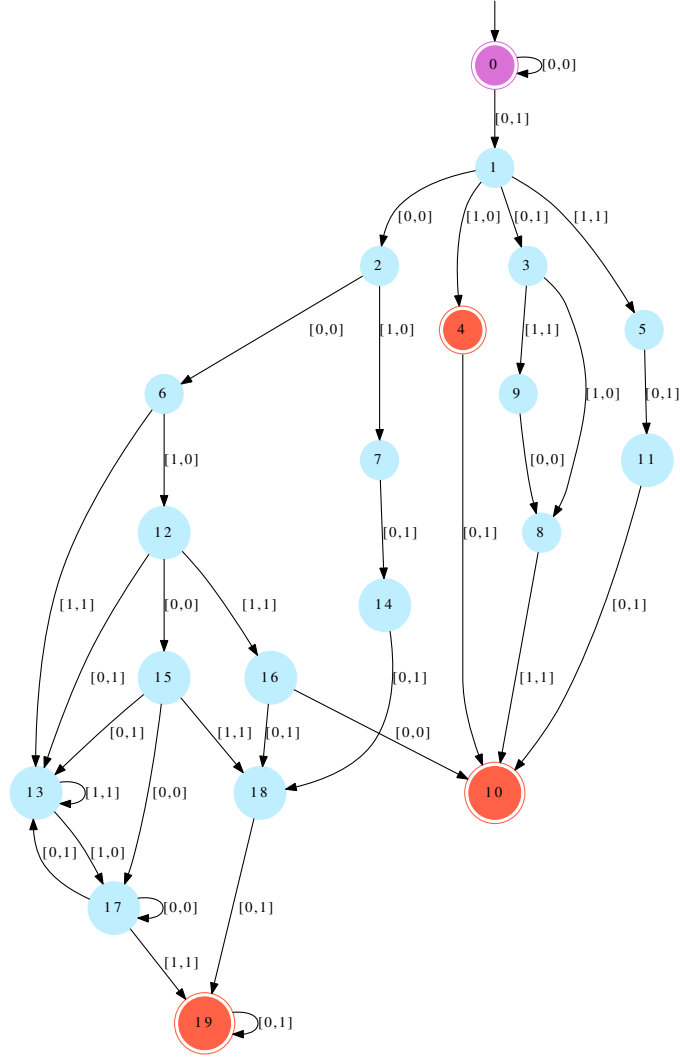 0 [0,0]
[0,1]
1
[0,0] [1,0] [0,1] [1,1]
2 3
4 5
[0,0] [1,0] [1,1]
6 9 [1,0] [0,1]
[1,0] 7 [0,0] 11
12 [0,1] [0,1] 8
[1,1] [0,0] [1,1] 14 [0,1]
[0,1] 15 16 [0,1] [1,1]
[0,1] [1,1] [0,1] [0,0]
13 [1,1] [0,0] 18 10
[0,1] [1,0]
17 [0,0] [0,1]
[1,1]
19 [0,1]